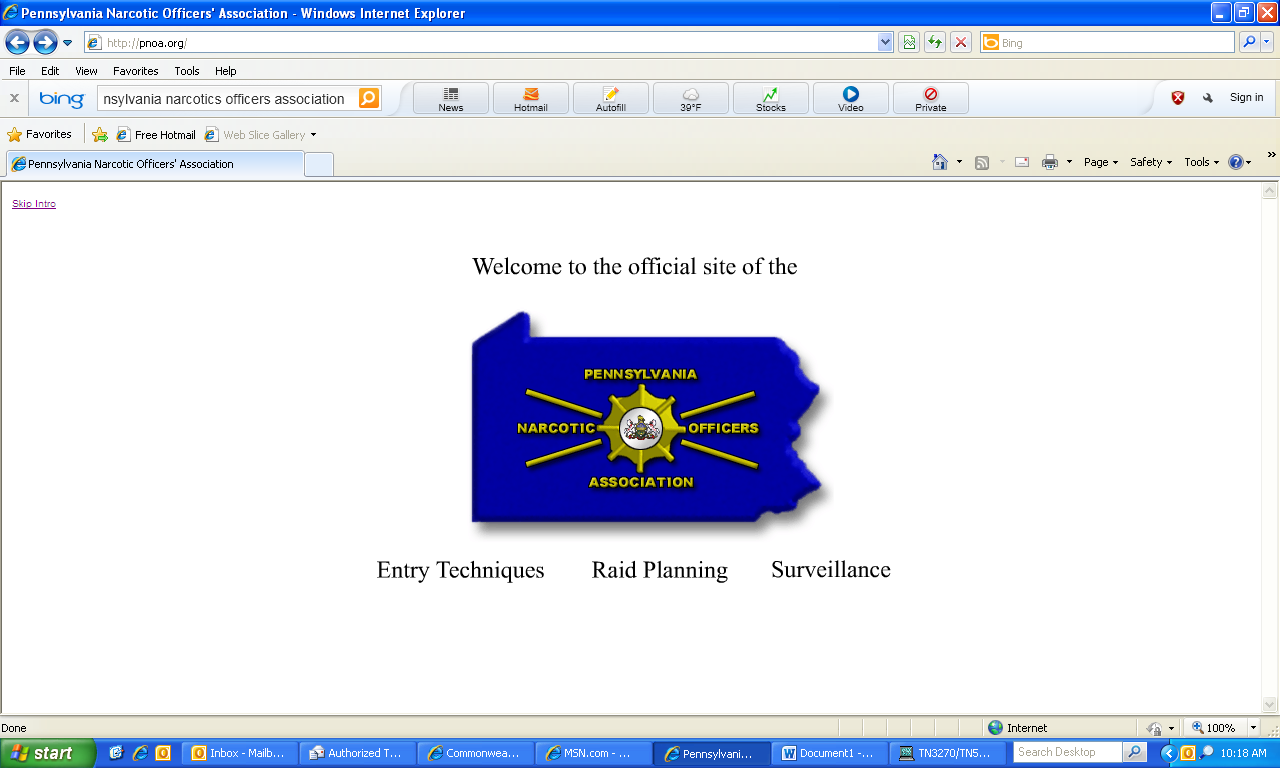 Pennsylvania Narcotic Officers' Association - Windows Internet Explorer
http://pnoa.org/
Bing
File Edit View Favorites Tools Help
bing nsylvania narcotics officers association News Hotmail Autofill 39°F Stocks Video Private Sign in
Favorites Free Hotmail Web Slice Gallery
Pennsylvania Narcotic Officers' Association Page Safety Tools
Skip Intro
Welcome to the official site of the
PENNSYLVANIA
NARCOTIC OFFICERS
ASSOCIATION
Entry Techniques Raid Planning Surveillance
Done Internet 100%
start Inbox - Mailb... Authorized T... Commonwea... MSN.com - ... Pennsylvani... Document1 -... TN3270/TN5... Search Desktop 10:18 AM